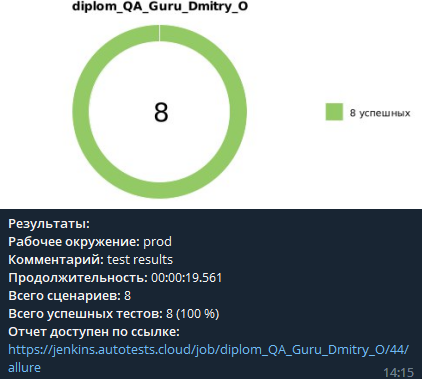 diplom_QA_Guru_Dmitry_O
8
8 успешных
Результаты:
Рабочее окружение: prod
Комментарий: test results
Продолжительность: 00:00:19.561
Всего сценариев: 8
Всего успешных тестов: 8 (100 %)
Отчет доступен по ссылке:
https://jenkins.autotests.cloud/job/diplom_QA_Guru_Dmitry_O/44/
allure
14:15